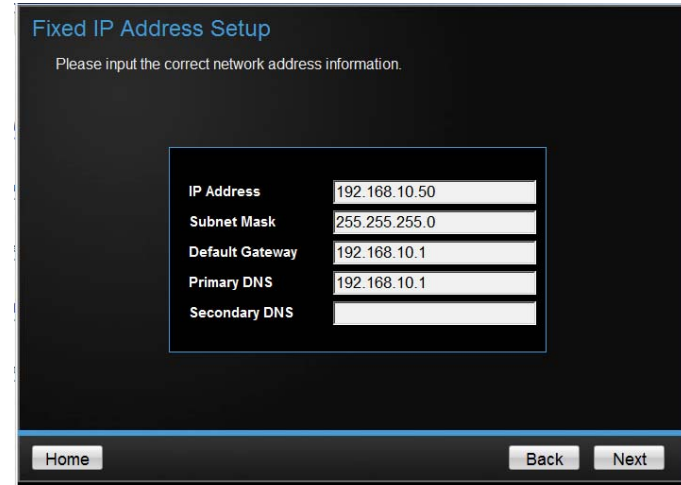 Fixed IP Address Setup
Please input the correct network address information.
IP Address 192.168.10.50
Subnet Mask 255.255.255.0
Default Gateway 192.168.10.1
Primary DNS 192.168.10.1
Secondary DNS
Home Back Next